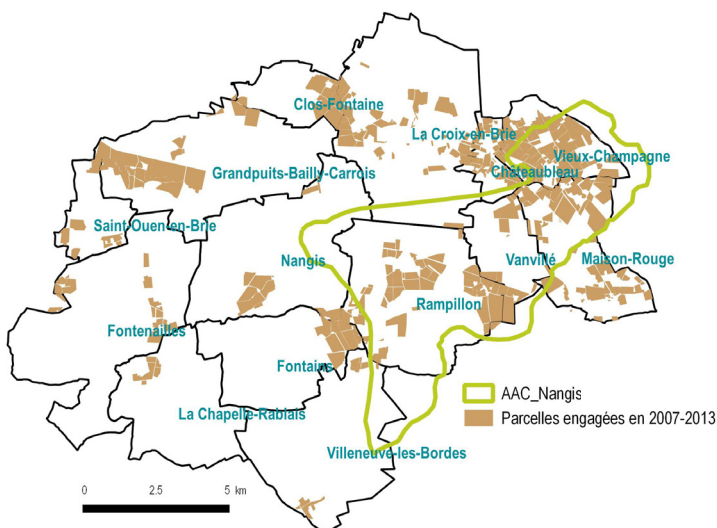 Clos-Fontaine
La Croix-en-Brie
Vieux-Champagne
Châteaubleau
Grandpuits-Bailly-Carrois
Saint-Ouen-en-Brie
Nangis
Vanvillé
Maison-Rouge
Rampillon
Fontenailles
Fontains
AAC_Nangis
La Chapelle-Rablais
Parcelles engagées en 2007-2013
Villeneuve-les-Bordes
0 2.5 5 km